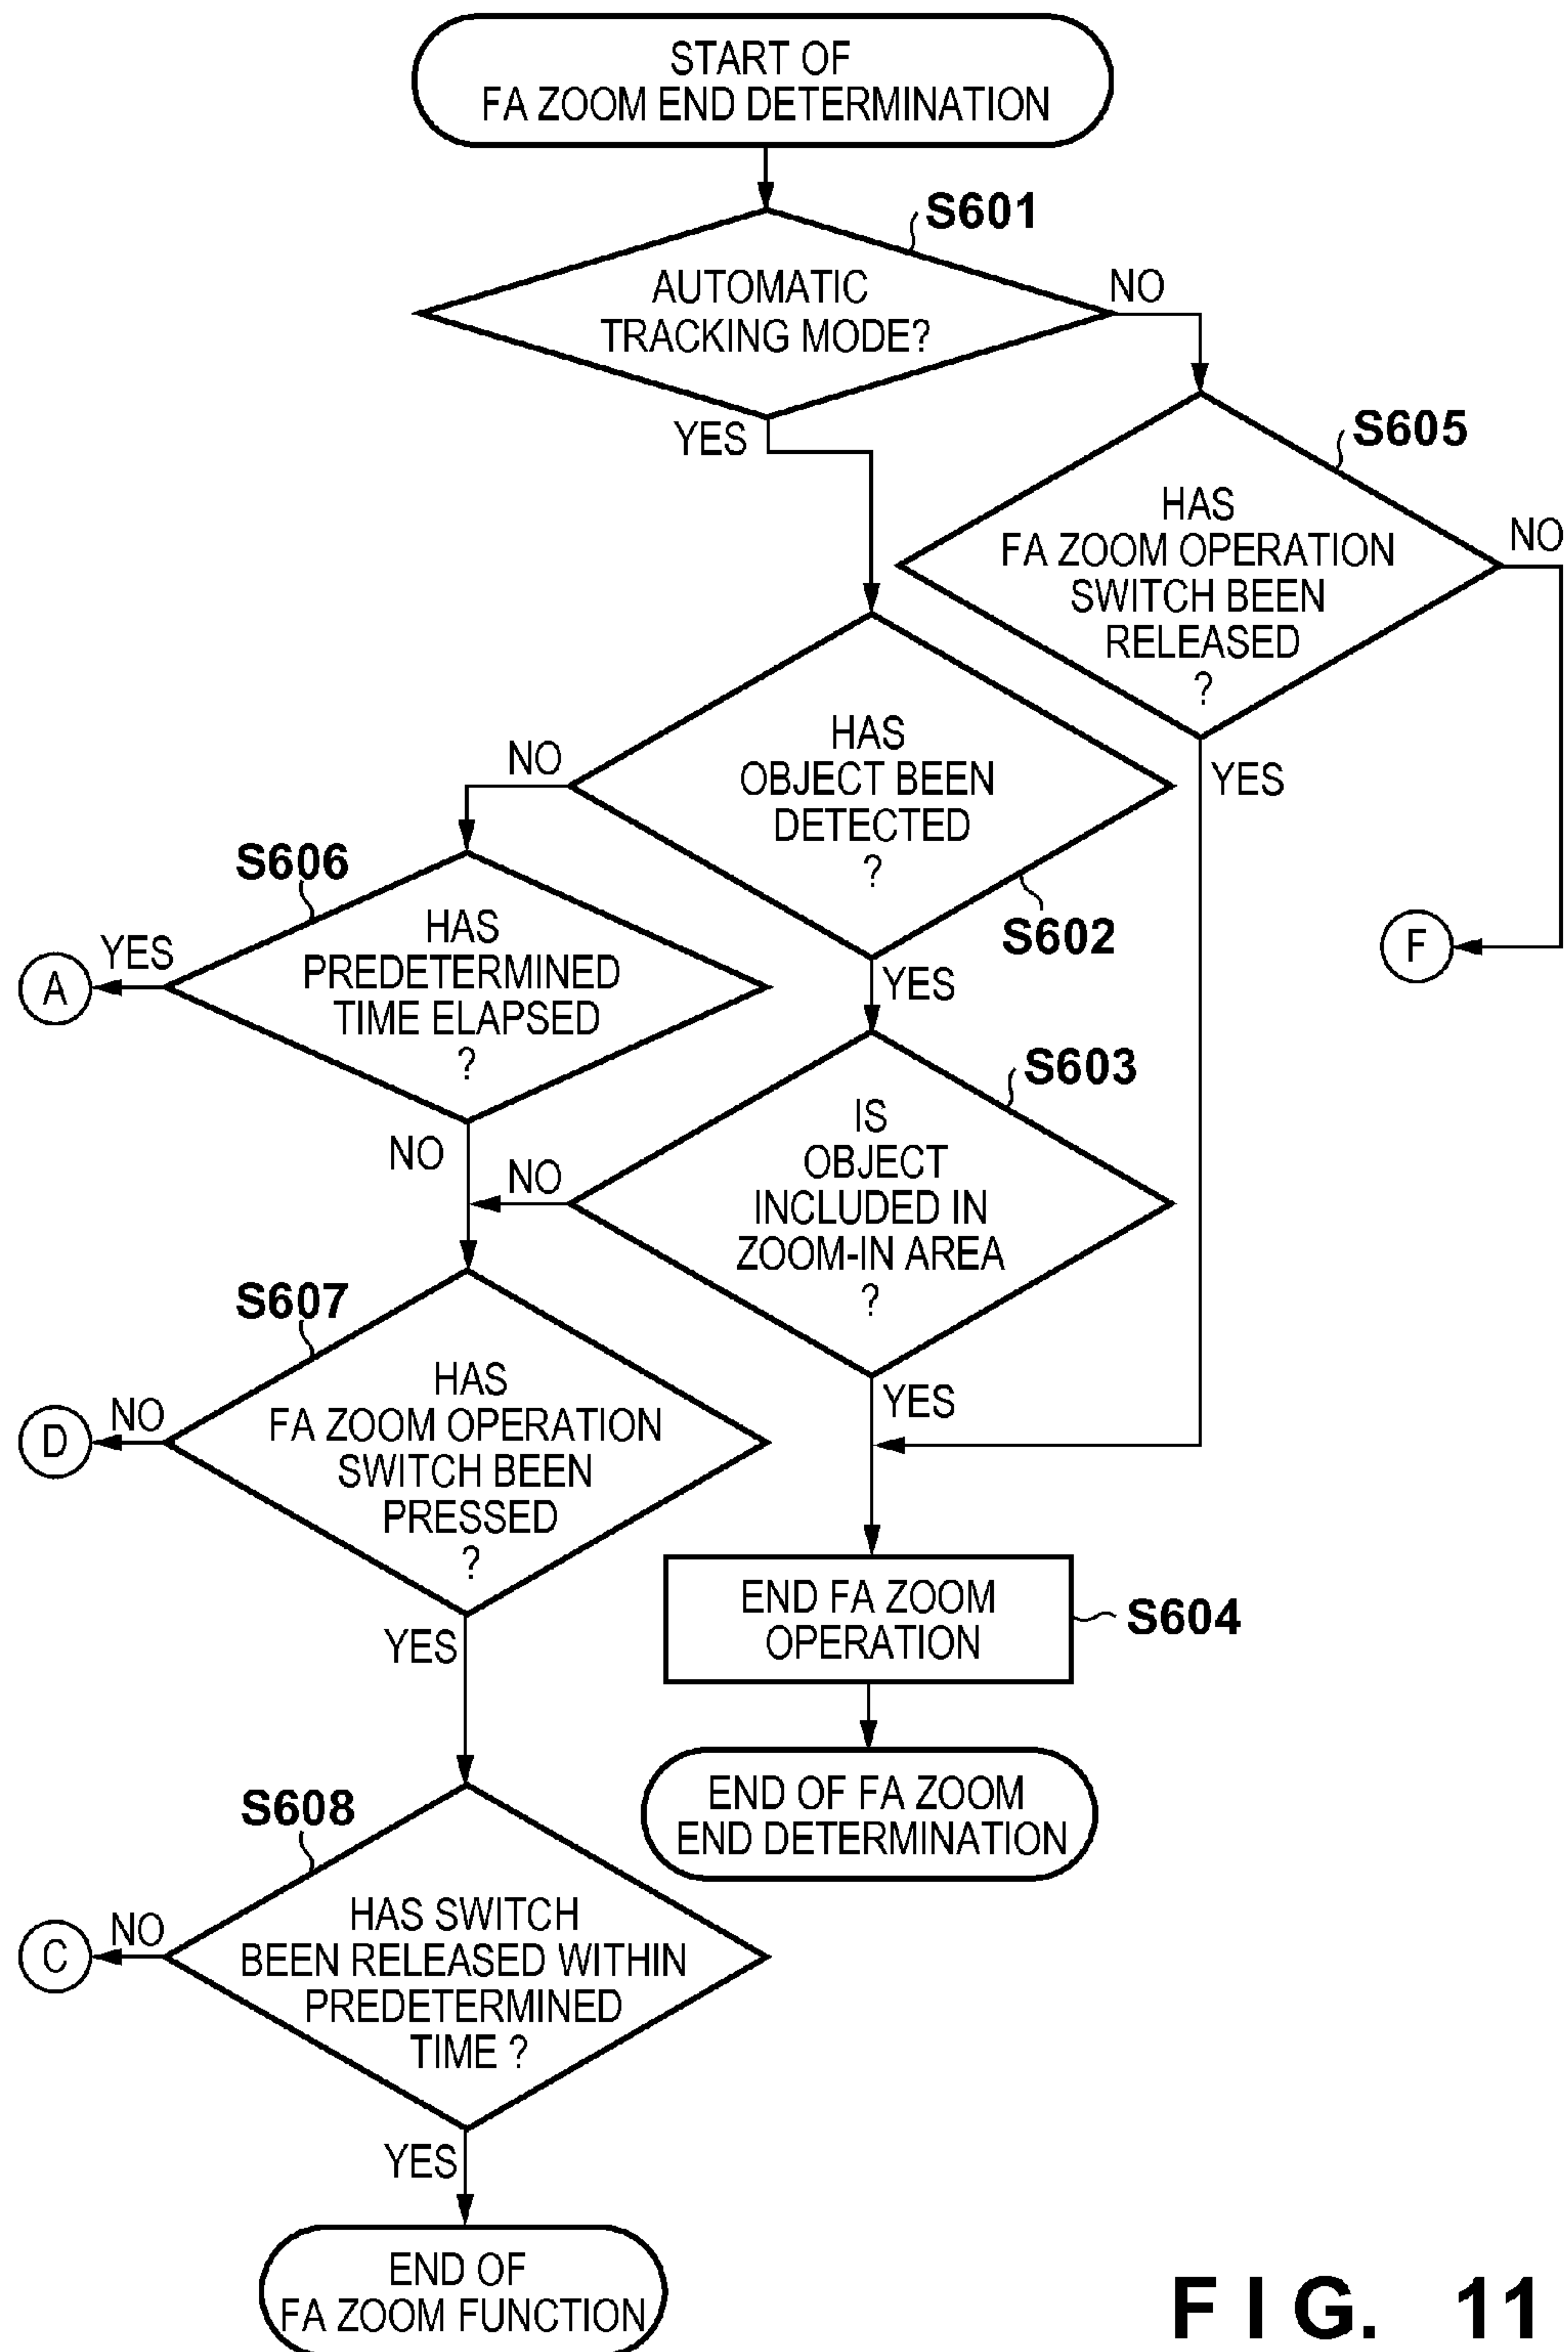 START OF
FA ZOOM END DETERMINATION
S601
AUTOMATIC
TRACKING MODE?
NO
YES
S605
HAS
FA ZOOM OPERATION
SWITCH BEEN
RELEASED
?
NO
YES
F
HAS
OBJECT BEEN
DETECTED
?
NO
S602
YES
S606
HAS
PREDETERMINED
TIME ELAPSED
?
YES
A
NO
S603
IS
OBJECT
INCLUDED IN
ZOOM-IN AREA
?
NO
YES
S607
HAS
FA ZOOM OPERATION
SWITCH BEEN
PRESSED
?
NO
D
YES
END FA ZOOM
OPERATION
S604
END OF FA ZOOM
END DETERMINATION
S608
HAS SWITCH
BEEN RELEASED WITHIN
PREDETERMINED
TIME ?
NO
C
YES
END OF
FA ZOOM FUNCTION
FIG. 11